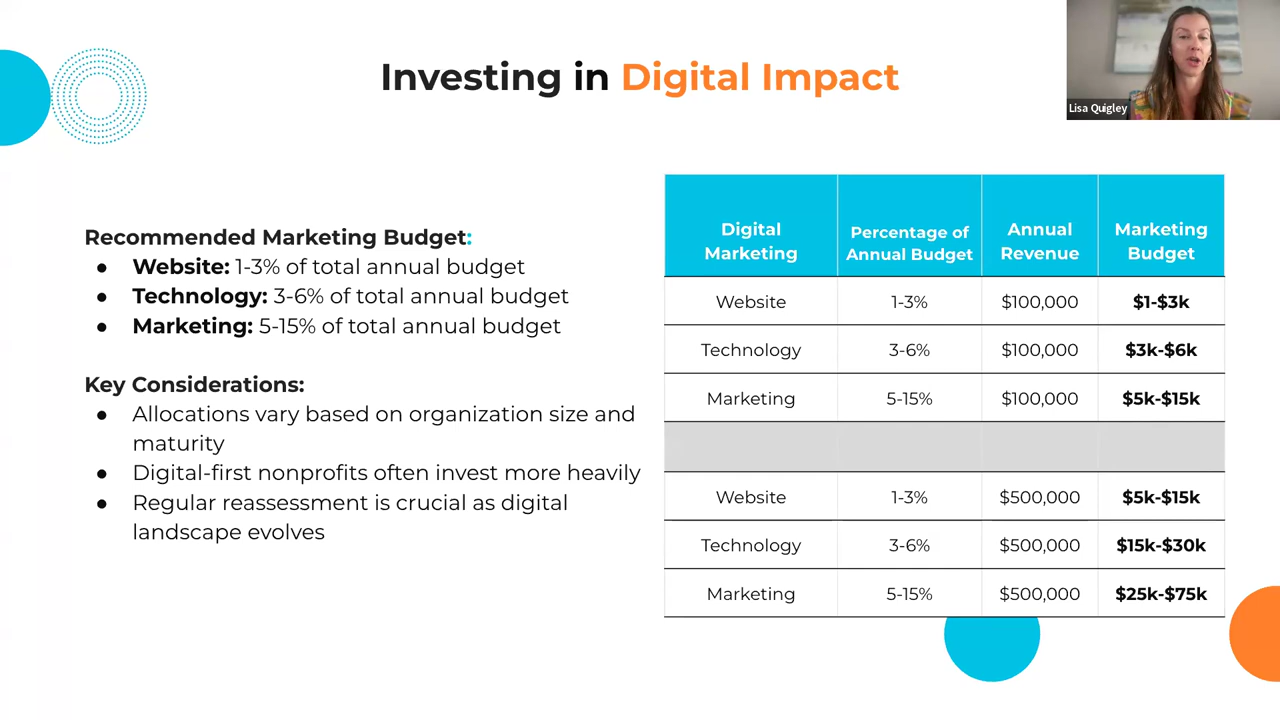 Investing in Digital Impact
Lisa Quigley
Recommended Marketing Budget:
● Website: 1-3% of total annual budget
● Technology: 3-6% of total annual budget
● Marketing: 5-15% of total annual budget
Key Considerations:
● Allocations vary based on organization size and
maturity
● Digital-first nonprofits often invest more heavily
● Regular reassessment is crucial as digital
landscape evolves
Digital Marketing Percentage of Annual Budget Annual Revenue Marketing Budget
Website 1-3% $100,000 $1-$3k
Technology 3-6% $100,000 $3k-$6k
Marketing 5-15% $100,000 $5k-$15k
Website 1-3% $500,000 $5k-$15k
Technology 3-6% $500,000 $15k-$30k
Marketing 5-15% $500,000 $25k-$75k